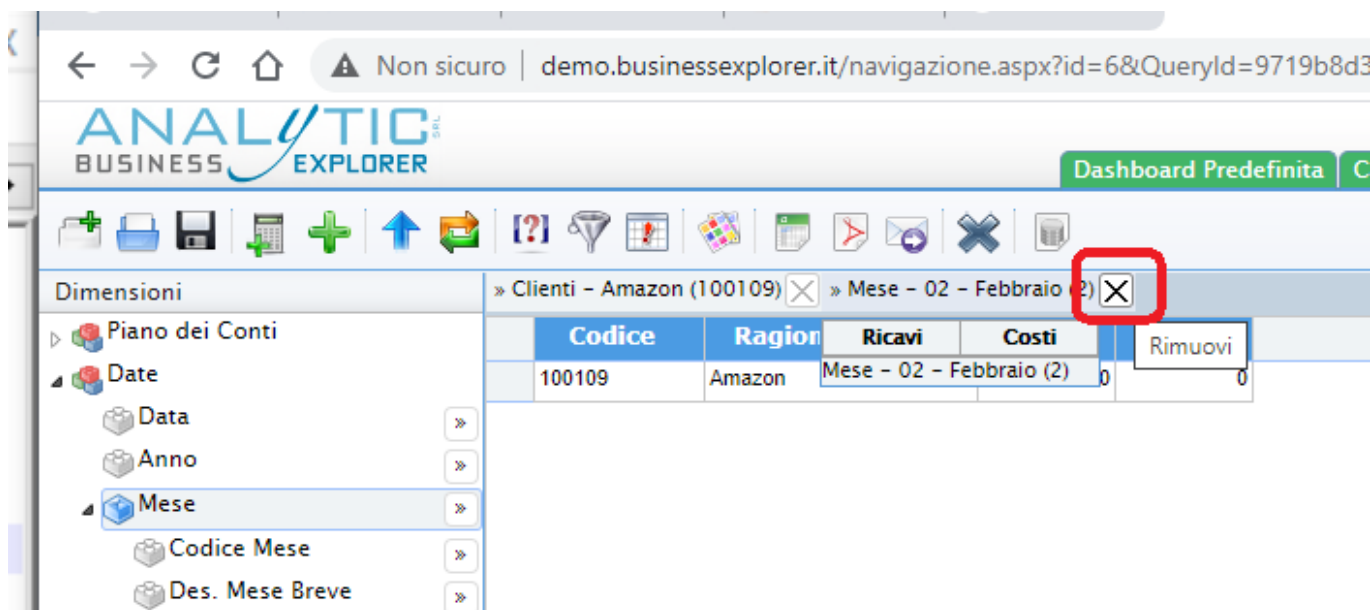 Non sicuro | demo.businessexplorer.it/navigazione.aspx?id=6&QueryId=9719b8d3
ANALYTIC SRL
BUSINESS EXPLORER
Dashboard Predefinita
[?]
Dimensioni
» Clienti - Amazon (100109) » Mese - 02 - Febbraio (2)
Piano dei Conti
Codice Ricavi Costi Rimuovi
Date
100109 Amazon Mese - 02 - Febbraio (2) 0 0
Data »
Anno »
Mese »
Codice Mese »
Des. Mese Breve »